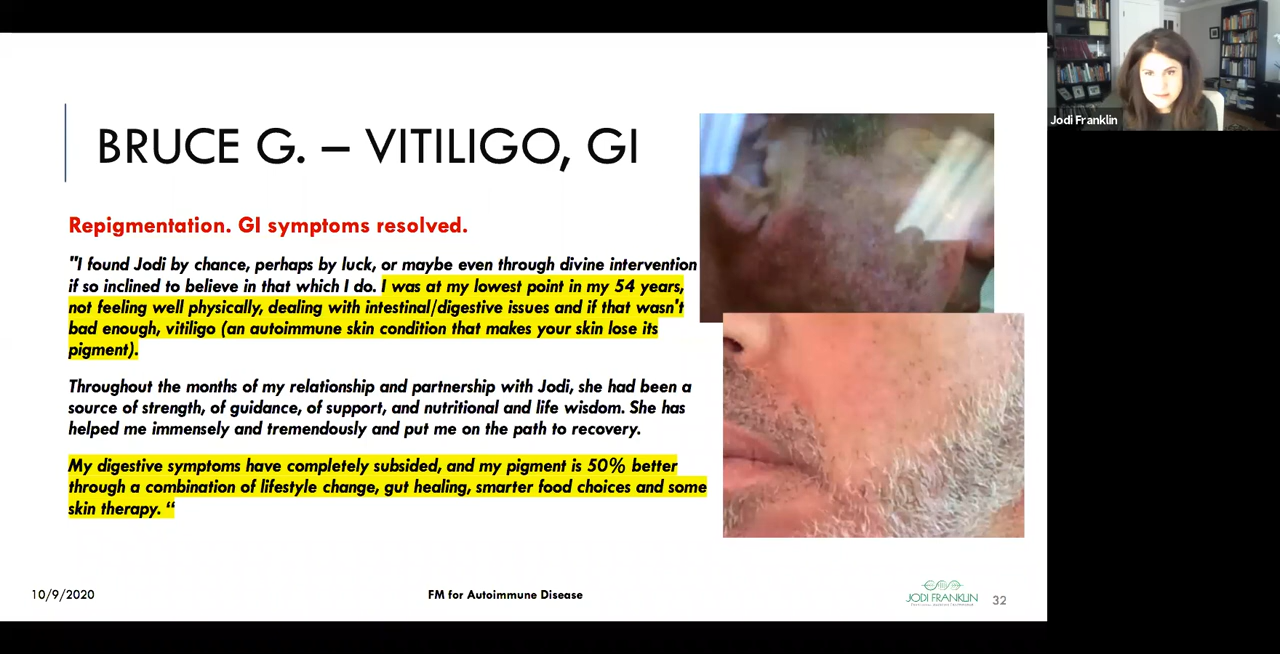 Jodi Franklin
BRUCE G. – VITILIGO, GI
Repigmentation. GI symptoms resolved.
"I found Jodi by chance, perhaps by luck, or maybe even through divine intervention
if so inclined to believe in that which I do. I was at my lowest point in my 54 years,
not feeling well physically, dealing with intestinal/digestive issues and if that wasn't
bad enough, vitiligo (an autoimmune skin condition that makes your skin lose its
pigment).
Throughout the months of my relationship and partnership with Jodi, she had been a
source of strength, of guidance, of support, and nutritional and life wisdom. She has
helped me immensely and tremendously and put me on the path to recovery.
My digestive symptoms have completely subsided, and my pigment is 50% better
through a combination of lifestyle change, gut healing, smarter food choices and some
skin therapy. “
10/9/2020
FM for Autoimmune Disease
JODI FRANKLIN
32